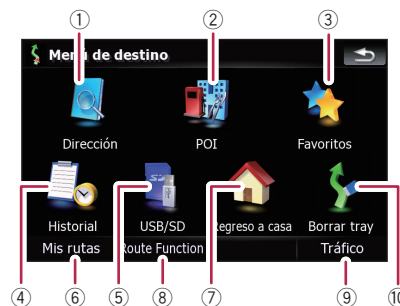 ① ② ③
Menú de destino
Dirección POI Favoritos
Historial USB/SD Regreso a casa Borrar tray
Mis rutas Route Function Tráfico
④ ⑥ ⑤ ⑧ ⑦ ⑨ ⑩